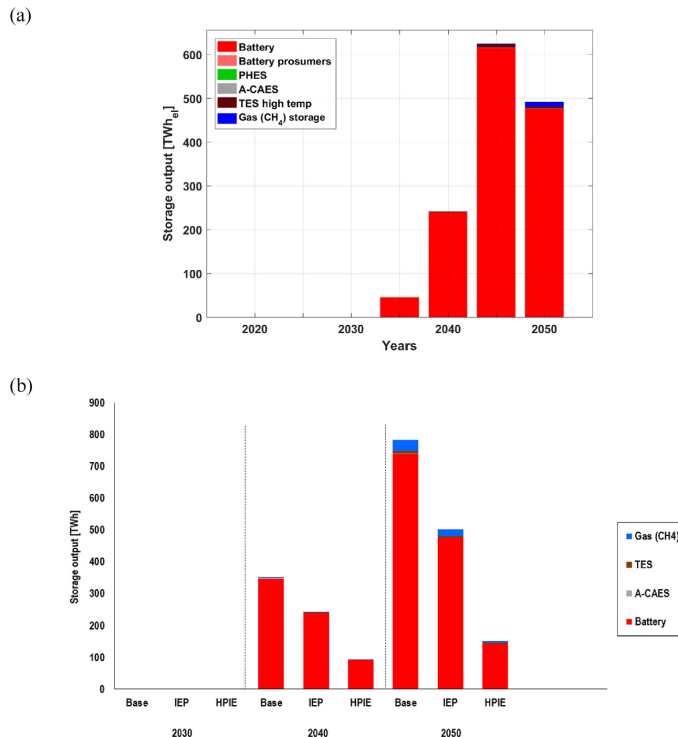 (a)
600
500
400
300
200
100
0
Storage output [TWh_el]
Battery
Battery prosumers
PHES
A-CAES
TES high temp
Gas (CH4) storage
2020 2030 2040 2050
Years
(b)
900
800
700
600
500
400
300
200
100
0
Storage output [TWh]
Gas (CH4)
TES
A-CAES
Battery
Base IEP HPIE Base IEP HPIE Base IEP HPIE
2030 2040 2050